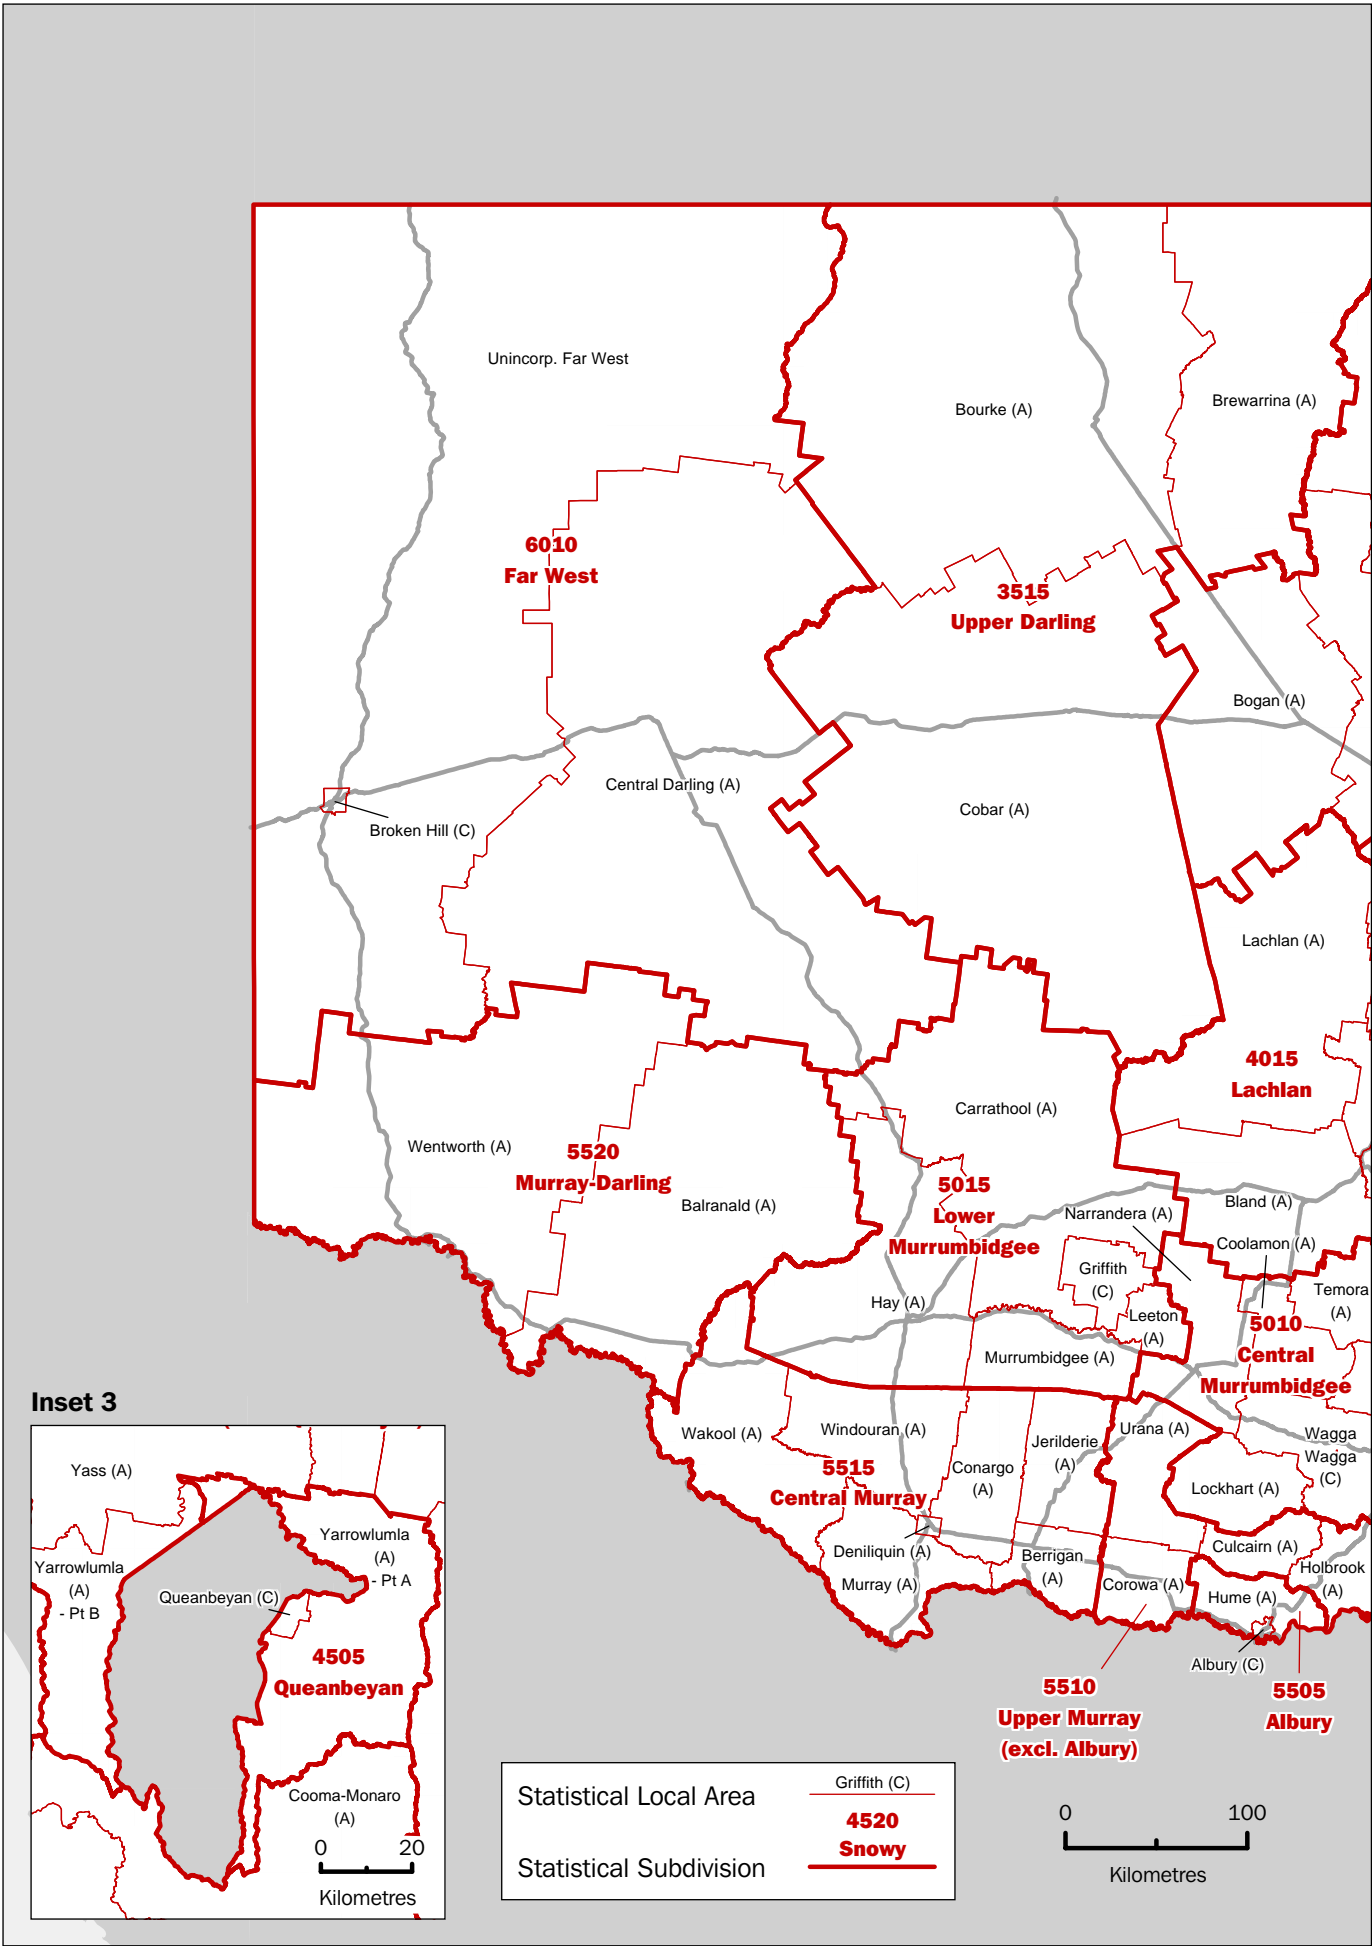 Unincorp. Far West
Bourke (A)
Brewarrina (A)
6010
Far West
3515
Upper Darling
Bogan (A)
Central Darling (A)
Cobar (A)
Broken Hill (C)
Lachlan (A)
4015
Lachlan
Carrathool (A)
Wentworth (A)
5520
Murray-Darling
Balranald (A)
5015
Lower
Murrumbidgee
Narrandera (A)
Bland (A)
Coolamon (A)
Griffith
(C)
Temora
(A)
Hay (A)
Leeton
(A)
5010
Central
Murrumbidgee
Murrumbidgee (A)
Wakool (A)
Windouran (A)
Jerilderie
(A)
Urana (A)
Wagga
Wagga
(C)
5515
Central Murray
Conargo
(A)
Lockhart (A)
Deniliquin (A)
Murray (A)
Berrigan
(A)
Culcairn (A)
Holbrook
(A)
Corowa (A)
Hume (A)
Albury (C)
5510
Upper Murray
(excl. Albury)
5505
Albury
Inset 3
Yass (A)
Yarrowlumla
(A)
- Pt A
Yarrowlumla
(A)
- Pt B
Queanbeyan (C)
4505
Queanbeyan
Cooma-Monaro
(A)
0 20
Kilometres
Statistical Local Area
Griffith (C)
4520
Snowy
Statistical Subdivision
0 100
Kilometres